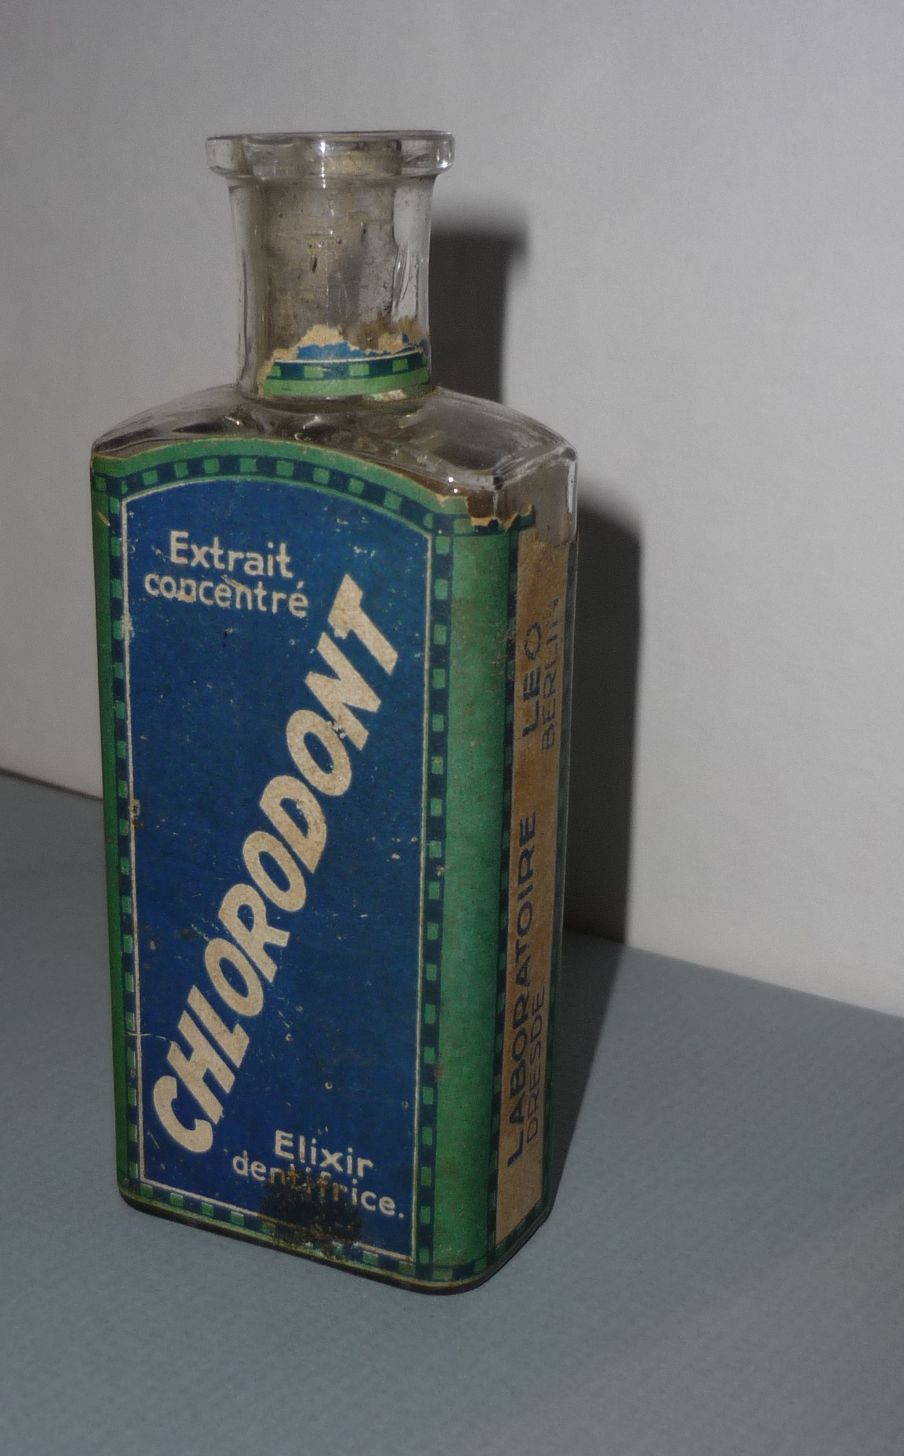 Extrait
concentré
CHLORODONT
Elixir
dentifrice.
LABORATOIRE LEO
DRESDE BERLIN